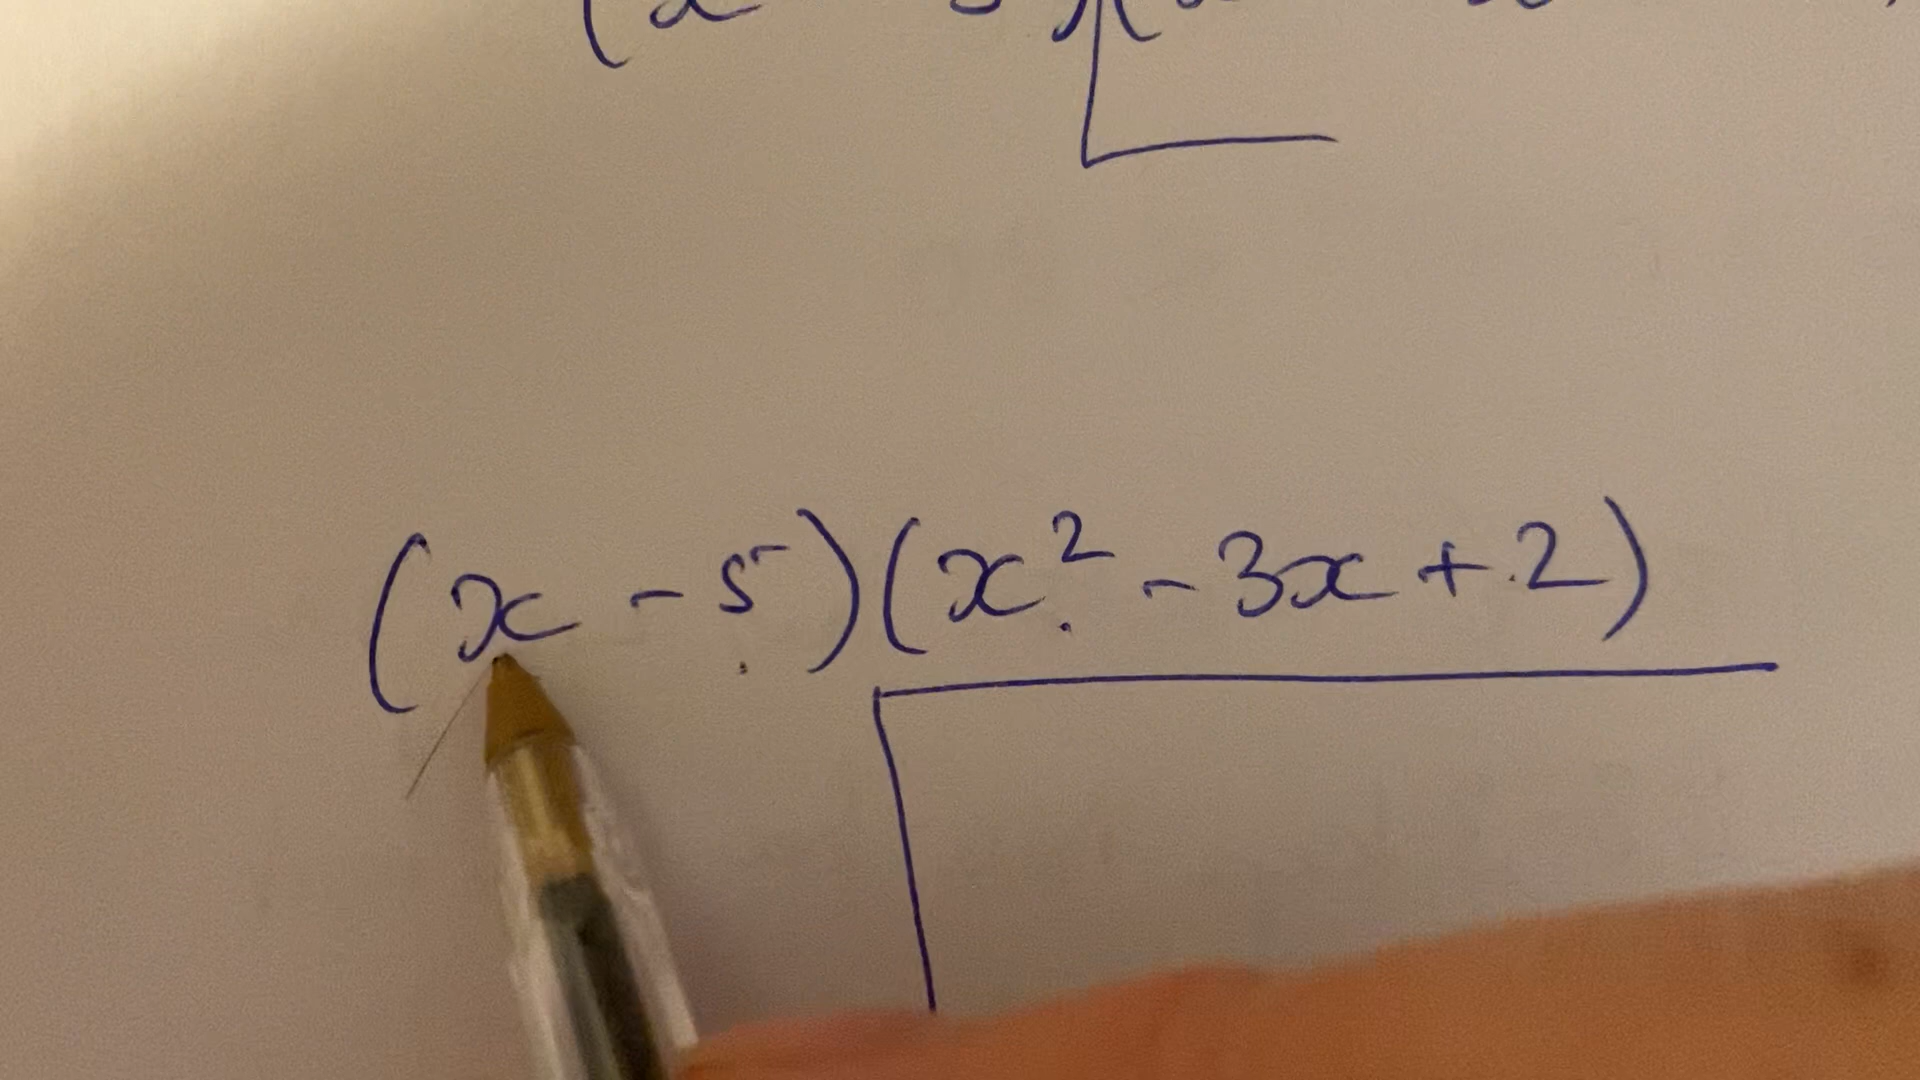 (x - 5)(x² - 3x + 2)